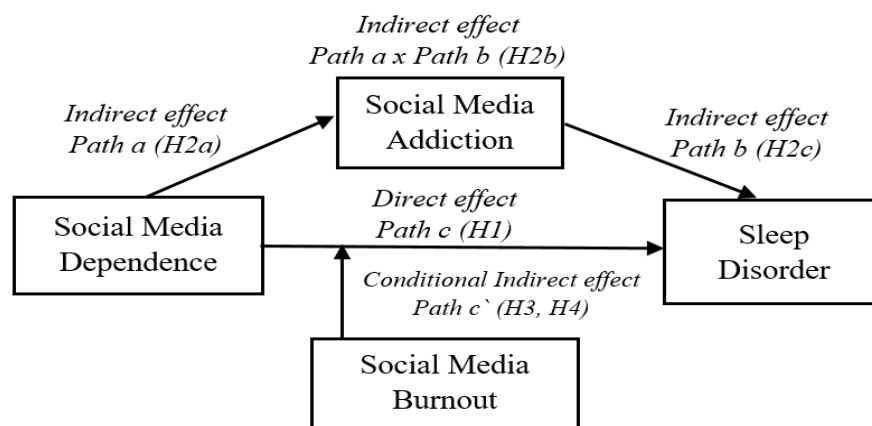 Indirect effect
Path a x Path b (H2b)
Social Media
Addiction
Indirect effect
Path a (H2a)
Indirect effect
Path b (H2c)
Social Media
Dependence
Direct effect
Path c (H1)
Sleep
Disorder
Conditional Indirect effect
Path c` (H3, H4)
Social Media
Burnout